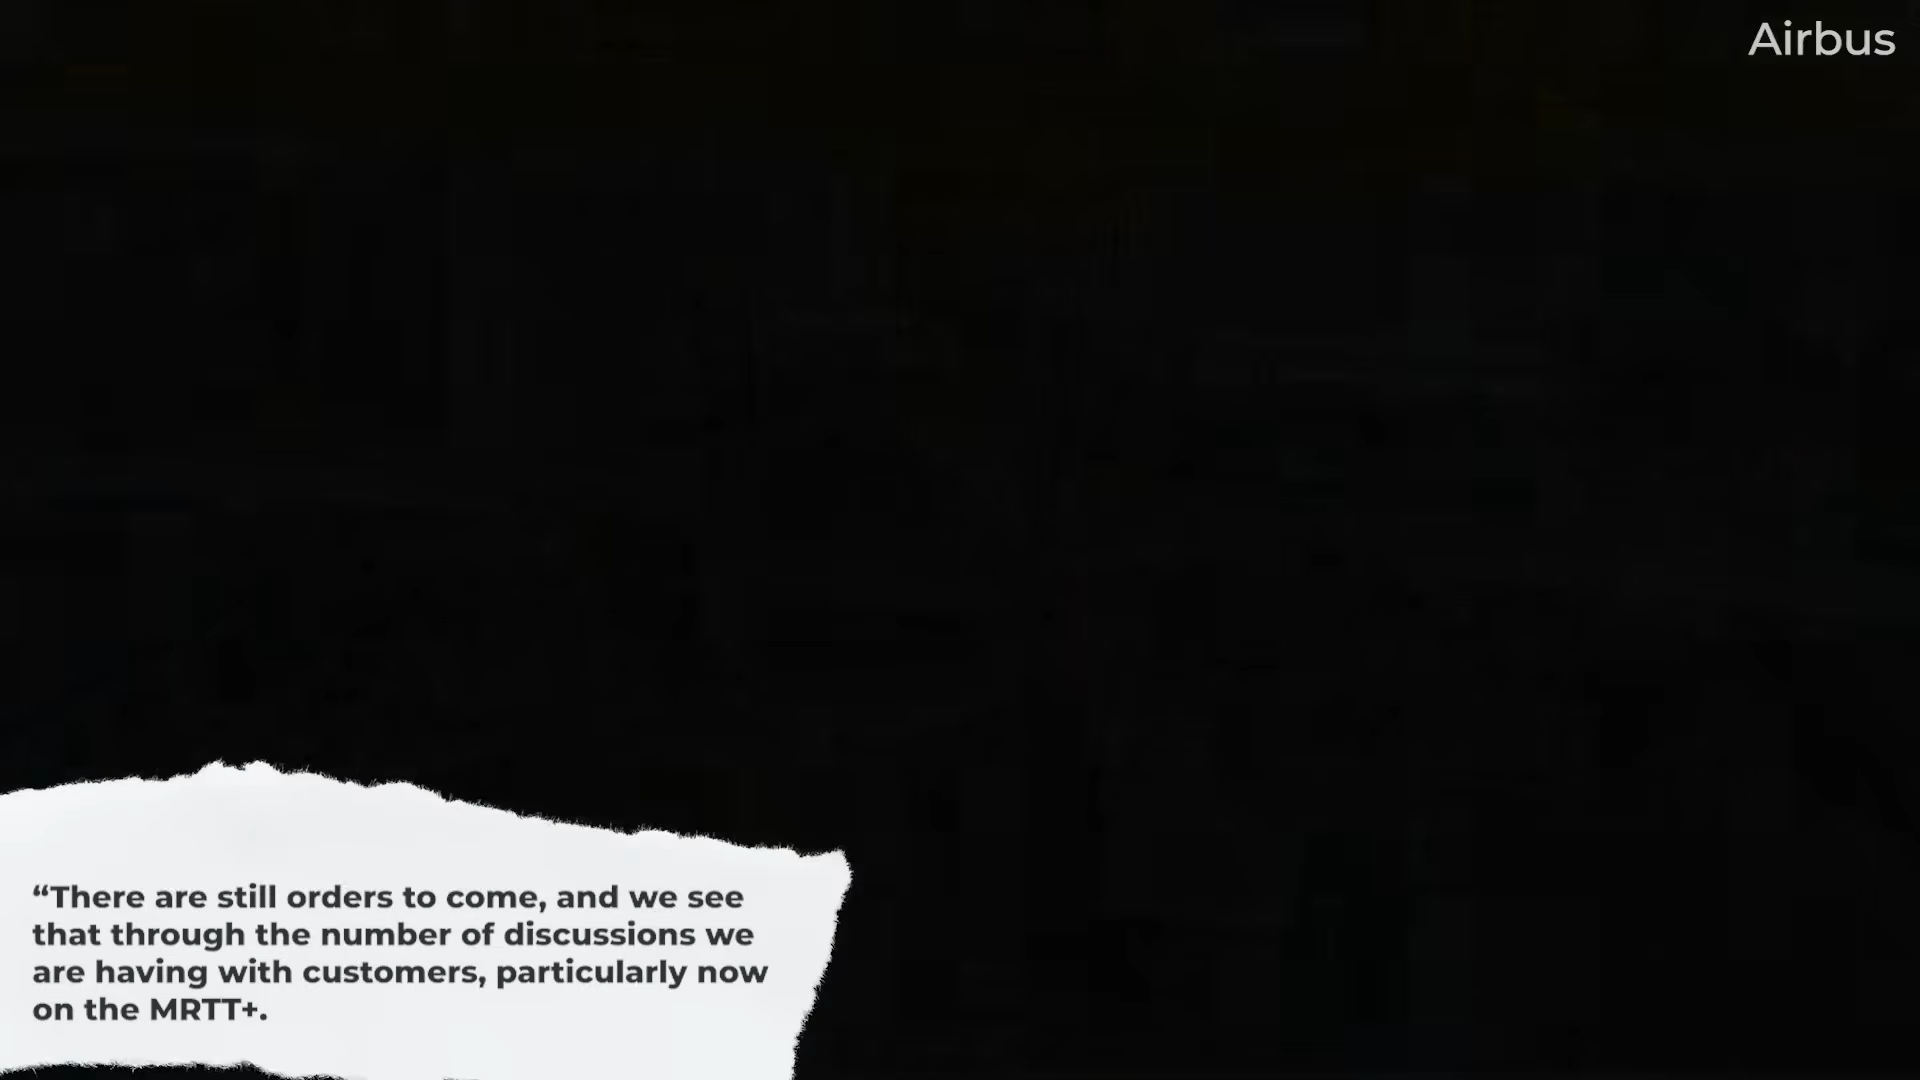 Airbus
“There are still orders to come, and we see
that through the number of discussions we
are having with customers, particularly now
on the MRTT+.